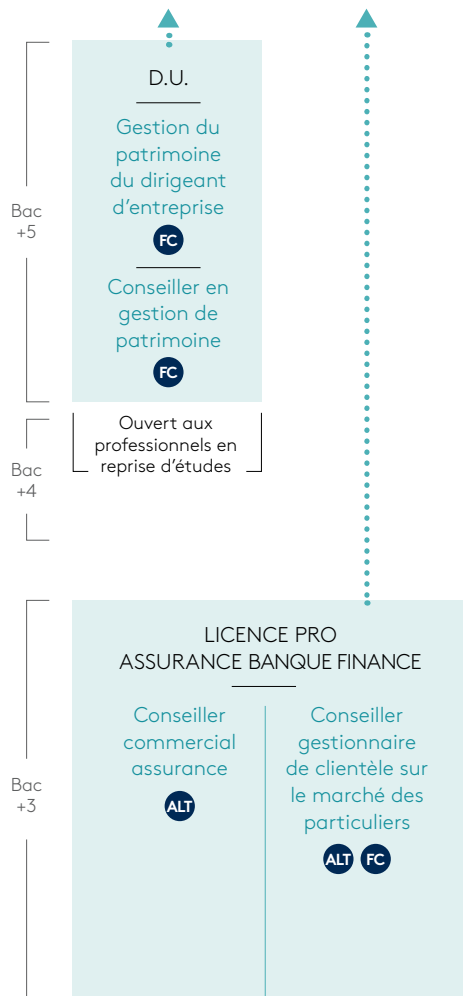 D.U.
Gestion du
patrimoine
du dirigeant
d’entreprise
FC
Conseiller en
gestion de
patrimoine
FC
Bac
+5
Ouvert aux
professionnels en
reprise d’études
Bac
+4
LICENCE PRO
ASSURANCE BANQUE FINANCE
Conseiller
commercial
assurance
ALT
Conseiller
gestionnaire
de clientèle sur
le marché des
particuliers
ALT FC
Bac
+3